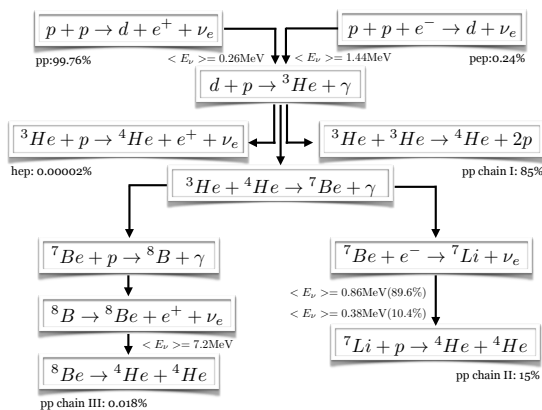 p + p → d + e⁺ + νₑ
p + p + e⁻ → d + νₑ
pp:99.76%
< E_ν >= 0.26MeV
< E_ν >= 1.44MeV
pep:0.24%
d + p → ³He + γ
³He + p → ⁴He + e⁺ + νₑ
³He + ³He → ⁴He + 2p
hep: 0.00002%
pp chain I: 85%
³He + ⁴He → ⁷Be + γ
⁷Be + p → ⁸B + γ
⁷Be + e⁻ → ⁷Li + νₑ
⁸B → ⁸Be + e⁺ + νₑ
< E_ν >= 0.86MeV(89.6%)
< E_ν >= 0.38MeV(10.4%)
< E_ν >= 7.2MeV
⁷Li + p → ⁴He + ⁴He
⁸Be → ⁴He + ⁴He
pp chain II: 15%
pp chain III: 0.018%